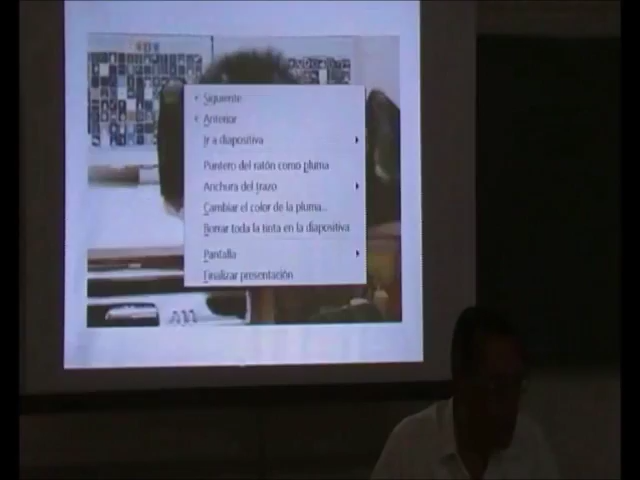 Siguiente
Anterior
Ir a diapositiva
Puntero del ratón como pluma
Anchura del trazo
Cambiar el color de la pluma...
Borrar toda la tinta en la diapositiva
Pantalla
Finalizar presentación